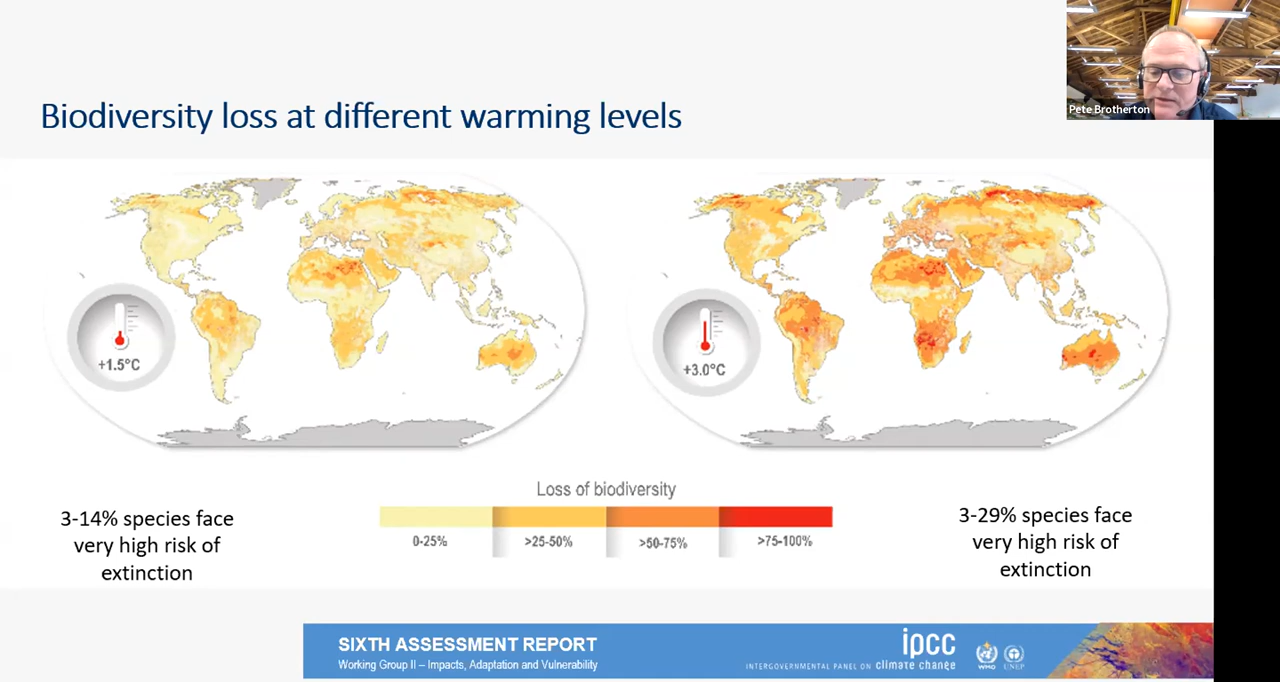 Pete Brotherton
Biodiversity loss at different warming levels
+1.5°C
+3.0°C
Loss of biodiversity
0-25%
>25-50%
>50-75%
>75-100%
3-14% species face
very high risk of
extinction
3-29% species face
very high risk of
extinction
SIXTH ASSESSMENT REPORT
Working Group II – Impacts, Adaptation and Vulnerability
ipcc
INTERGOVERNMENTAL PANEL ON climate change
WMO
UNEP